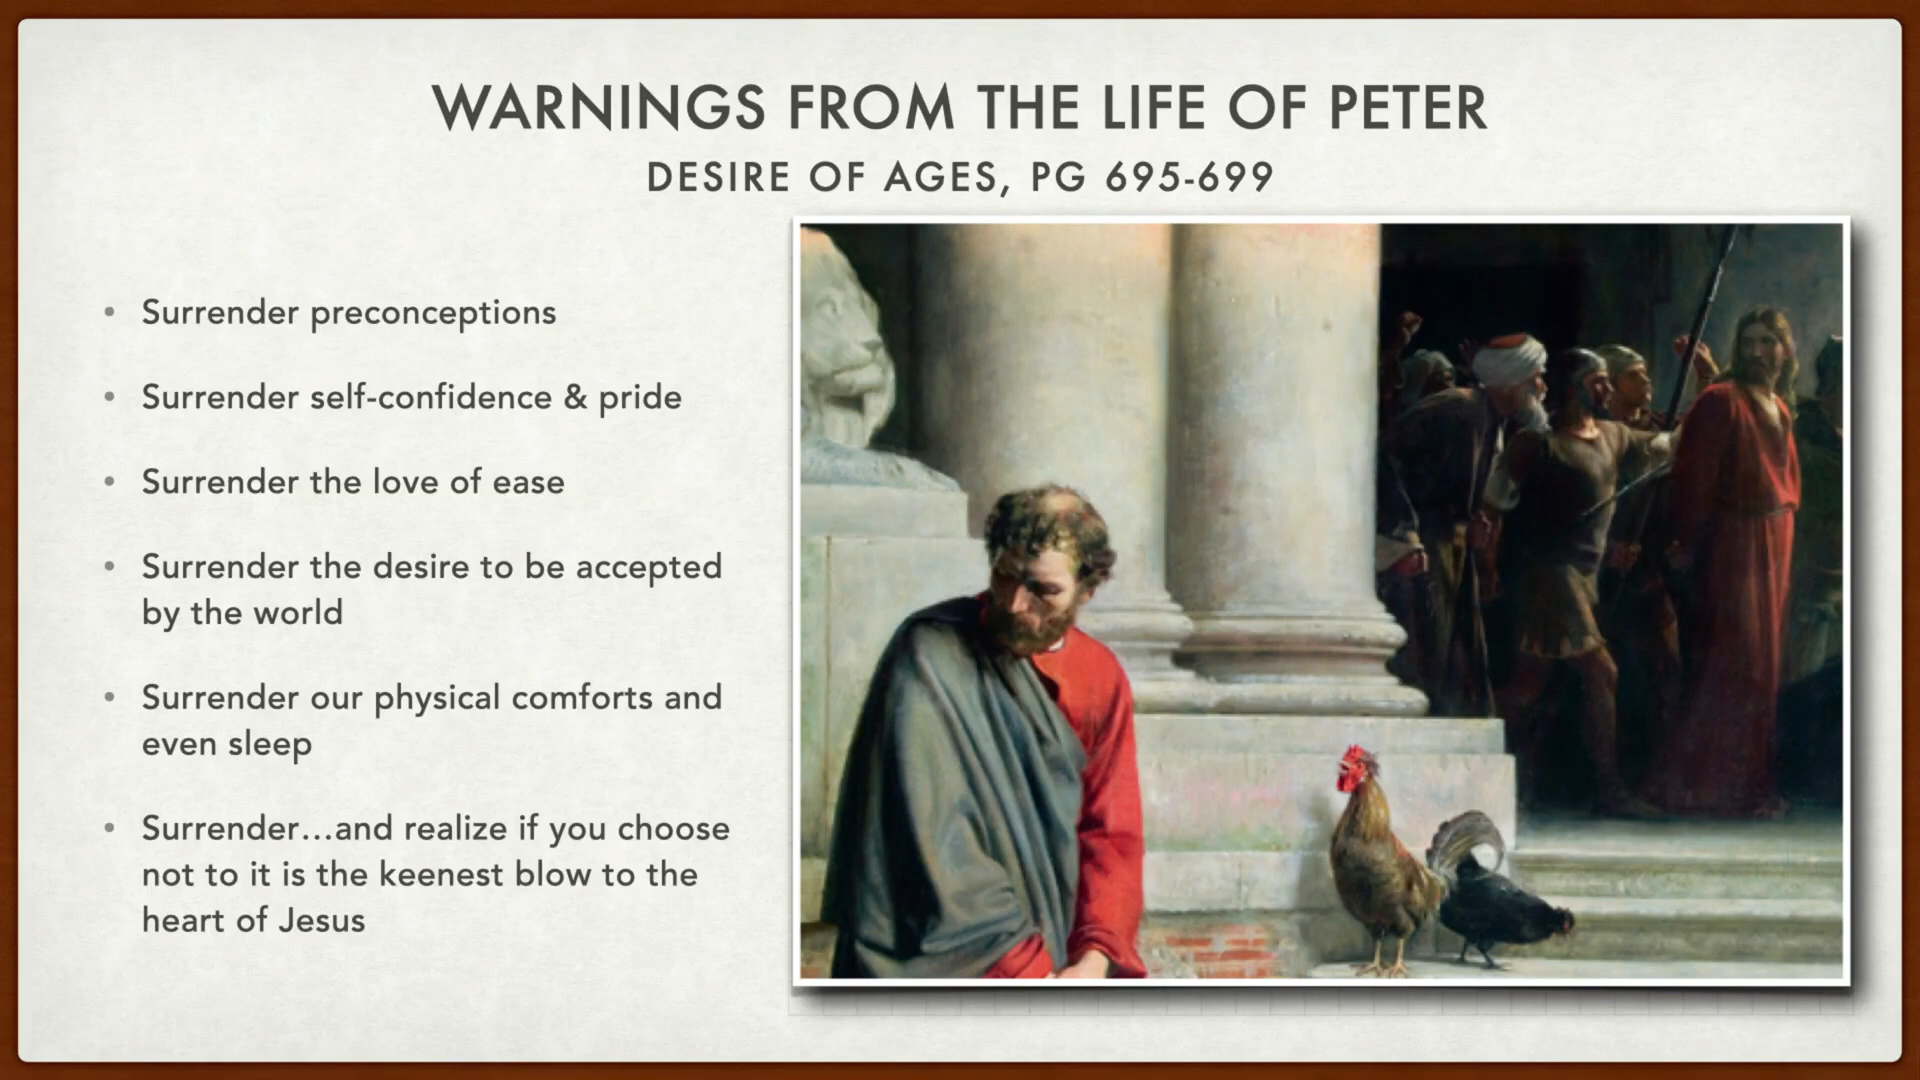 WARNINGS FROM THE LIFE OF PETER
DESIRE OF AGES, PG 695-699
• Surrender preconceptions
• Surrender self-confidence & pride
• Surrender the love of ease
• Surrender the desire to be accepted
by the world
• Surrender our physical comforts and
even sleep
• Surrender...and realize if you choose
not to it is the keenest blow to the
heart of Jesus